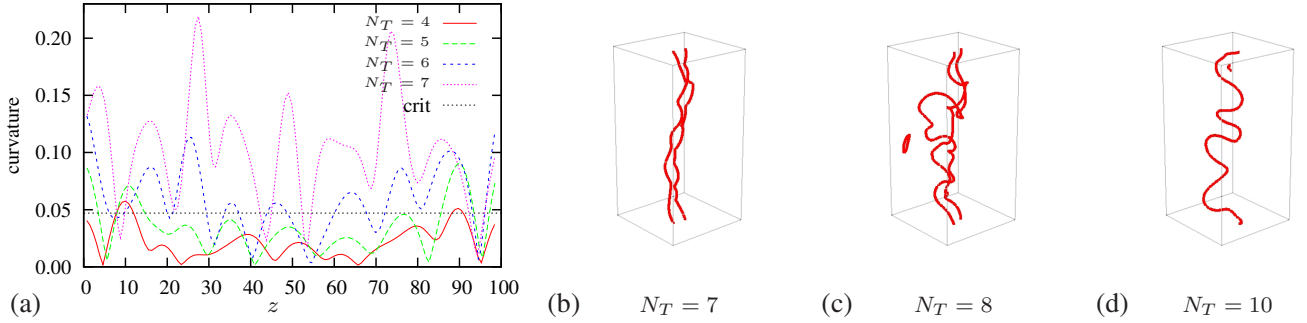 N_T = 4
N_T = 5
N_T = 6
N_T = 7
crit
curvature
0.20
0.15
0.10
0.05
0.00
0 10 20 30 40 50 60 70 80 90 100
z
(a)
(b) N_T = 7
(c) N_T = 8
(d) N_T = 10